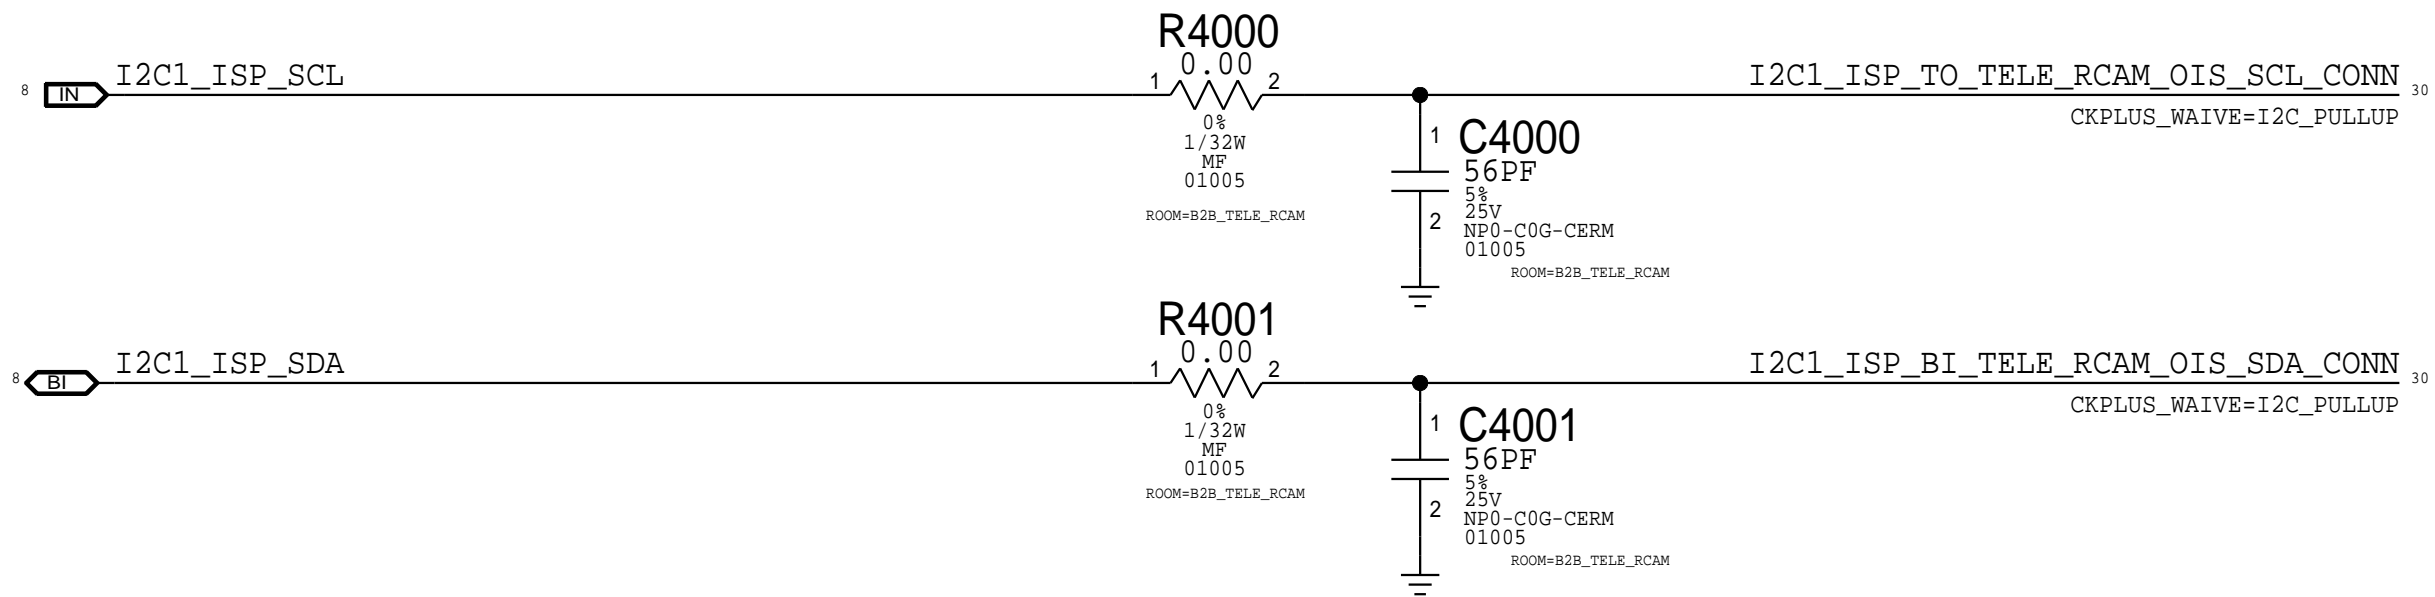 R4000
0.00
8 IN I2C1_ISP_SCL 1 2 I2C1_ISP_TO_TELE_RCAM_OIS_SCL_CONN 30
0%
1/32W
MF
01005
ROOM=B2B_TELE_RCAM
CKPLUS_WAIVE=I2C_PULLUP
1 C4000
56PF
5%
25V
2 NP0-C0G-CERM
01005
ROOM=B2B_TELE_RCAM
R4001
0.00
8 BI I2C1_ISP_SDA 1 2 I2C1_ISP_BI_TELE_RCAM_OIS_SDA_CONN 30
0%
1/32W
MF
01005
ROOM=B2B_TELE_RCAM
CKPLUS_WAIVE=I2C_PULLUP
1 C4001
56PF
5%
25V
2 NP0-C0G-CERM
01005
ROOM=B2B_TELE_RCAM